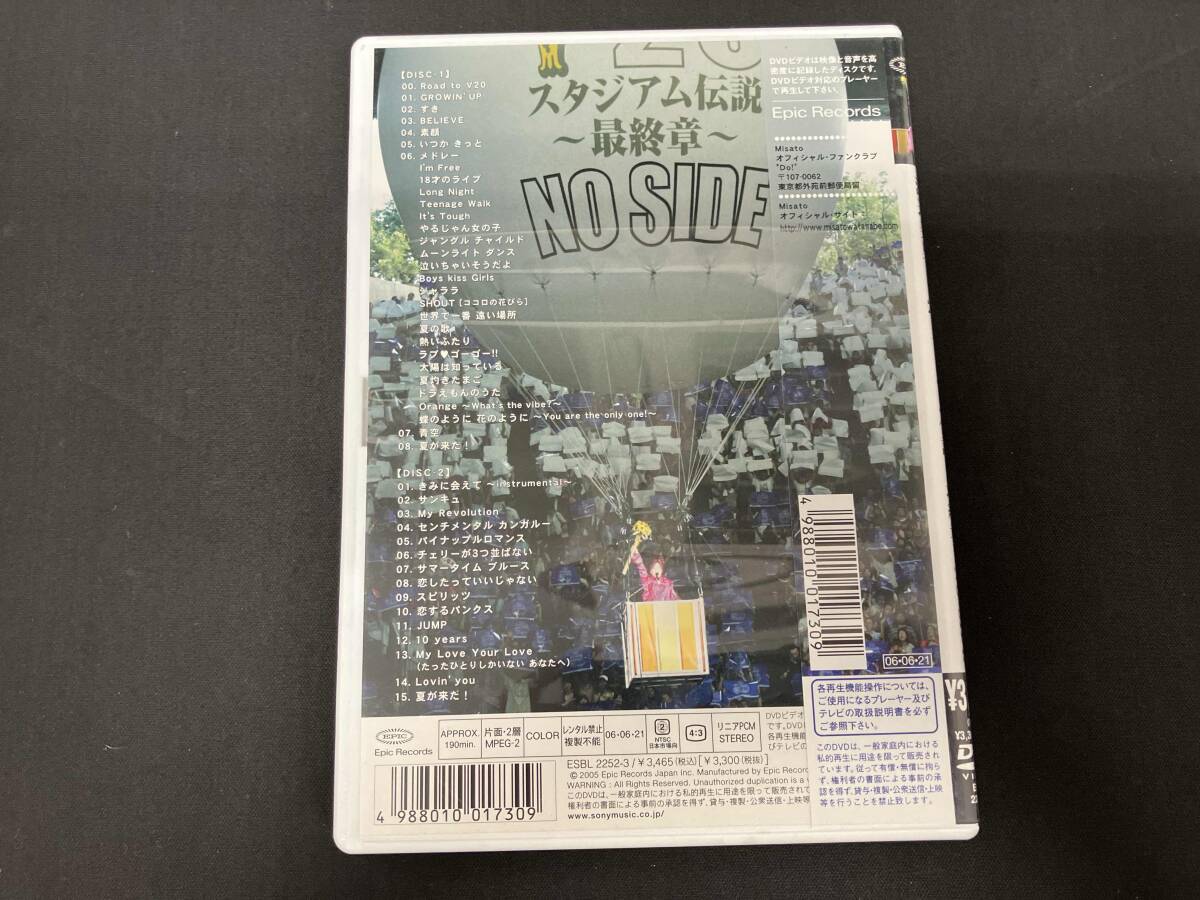 20
スタジアム伝説
～最終章～
NO SIDE
【DISC-1】
00. Road to V20
01. GROWIN' UP
02. すき
03. BELIEVE
04. 素顔
05. いつか きっと
06. メドレー
I'm Free
18才のライブ
Long Night
Teenage Walk
It's Tough
やるじゃん女の子
ジャングル チャイルド
ムーンライト ダンス
泣いちゃいそうだよ
Boys kiss Girls
シャララ
SHOUT [ココロの花びら]
世界で一番 遠い場所
夏の歌
熱いふたり
ラブ♥ゴーゴー!!
太陽は知っている
夏灼きたまご
ドラえもんのうた
Orange ～What's the vibe?～
蝶のように 花のように ～You are the only one!～
07. 青空
08. 夏が来た!
【DISC-2】
01. きみに会えて ～instrumental～
02. サンキュ
03. My Revolution
04. センチメンタル カンガルー
05. パイナップルロマンス
06. チェリーが3つ並ばない
07. サマータイム ブルース
08. 恋したっていいじゃない
09. スピリッツ
10. 恋するパンクス
11. JUMP
12. 10 years
13. My Love Your Love
(たったひとりしかいない あなたへ)
14. Lovin' you
15. 夏が来た!
DVDビデオは映像と音声を高
密度に記録したディスクです。
DVDビデオ対応のプレーヤー
で再生して下さい。
Epic Records
Misato
オフィシャル・ファンクラブ
"Do!"
〒107-0062
東京都外苑前郵便局留
Misato
オフィシャル・サイト
http://www.misatowatanabe.com
4988010017309
06・06・21
各再生機能操作については、
ご使用になるプレーヤー及び
テレビの取扱説明書を必ず
ご参照下さい。
このDVDは、一般家庭内における
私的再生に用途を限って販売され
ています。従って有償・無償に拘ら
ず、権利者の書面による事前の承
認を得ず、貸与・複製・公衆送信・上映
等を行うことを禁止致します。
EPIC
Epic Records
APPROX.
190min.
片面・2層
MPEG-2
COLOR
レンタル禁止
複製不能
06・06・21
2
NTSC
日本市場向
4:3
リニアPCM
STEREO
ESBL 2252-3/￥3,465(税込)[￥3,300(税抜)]
© 2005 Epic Records Japan Inc. Manufactured by Epic Recor
WARNING : All Rights Reserved. Unauthorized duplication is a
このDVDは、一般家庭内における私的再生に用途を限って販売されて
権利者の書面による事前の承諾を得ず、貸与・複製・公衆送信・上映
www.sonymusic.co.jp/
4 988010 017309